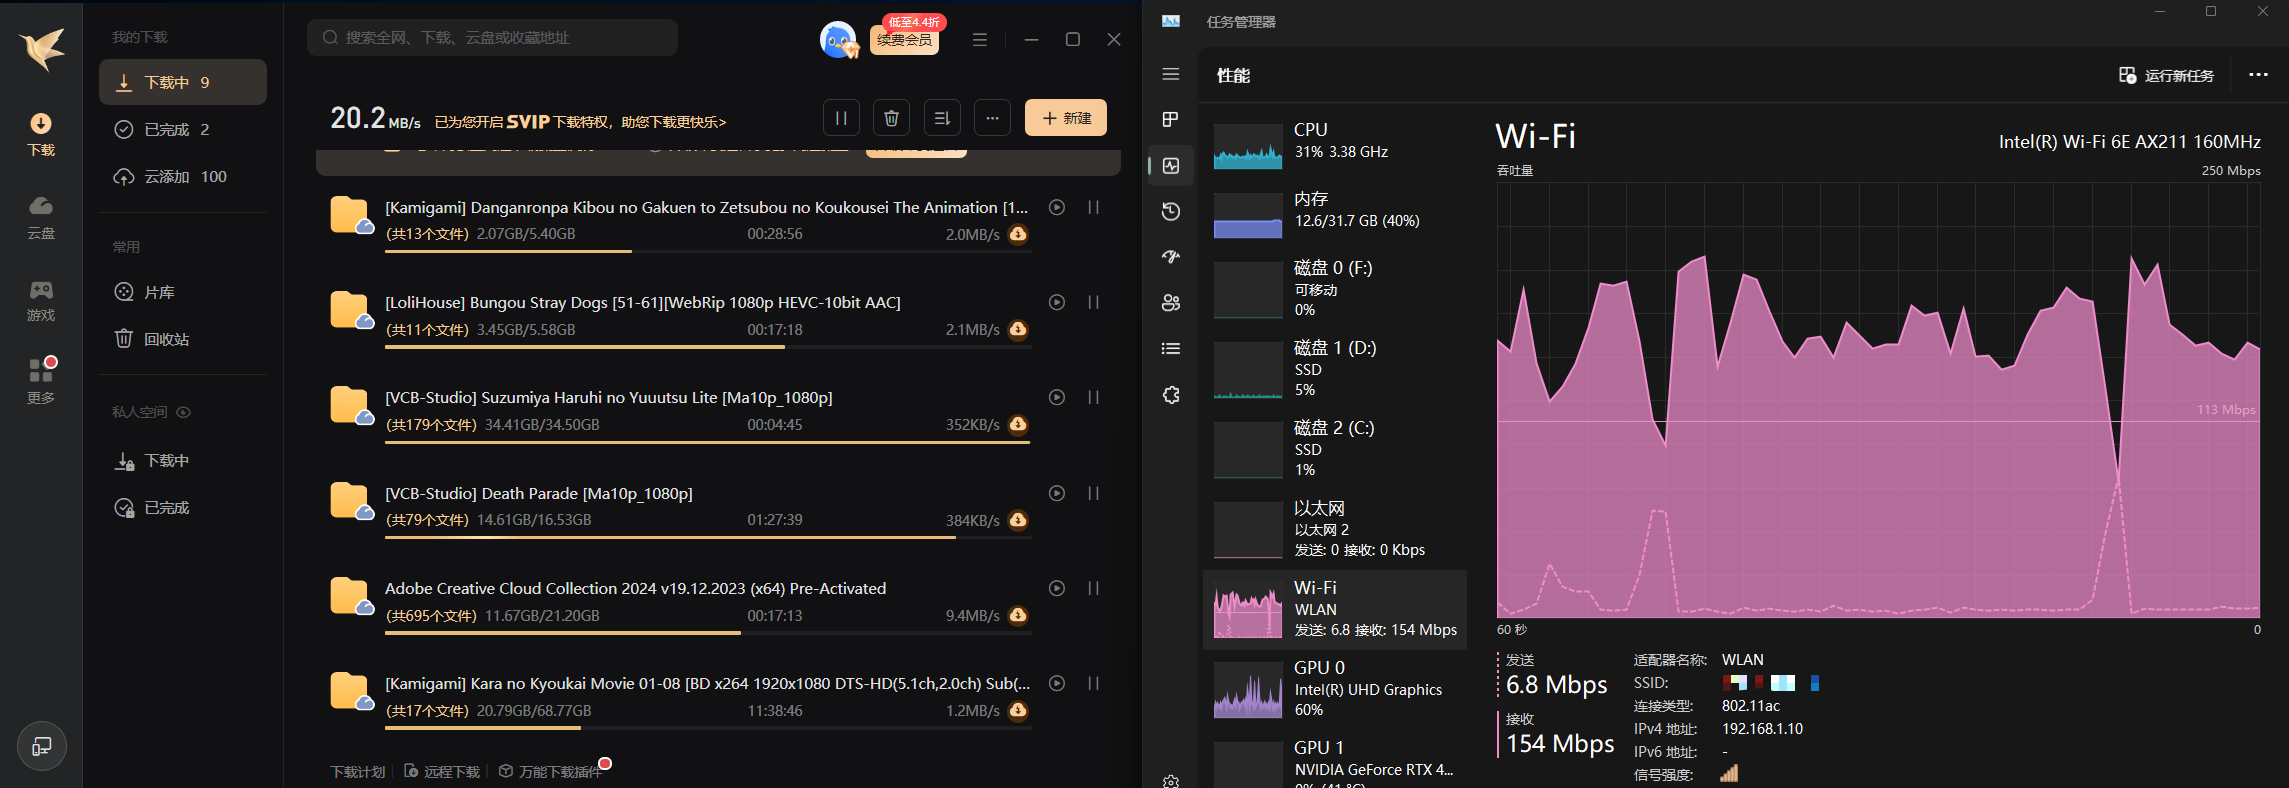 我的下载
下载中 9
已完成 2
云添加 100
常用
片库
回收站
私人空间
下载中
已完成
下载
云盘
游戏
更多
搜索全网、下载、云盘或收藏地址
低至4.4折
续费会员
20.2 MB/s 已为您开启 SVIP 下载特权，助您下载更快乐>
新建
[Kamigami] Danganronpa Kibou no Gakuen to Zetsubou no Koukousei The Animation [1...
(共13个文件) 2.07GB/5.40GB 00:28:56 2.0MB/s
[LoliHouse] Bungou Stray Dogs [51-61][WebRip 1080p HEVC-10bit AAC]
(共11个文件) 3.45GB/5.58GB 00:17:18 2.1MB/s
[VCB-Studio] Suzumiya Haruhi no Yuuutsu Lite [Ma10p_1080p]
(共179个文件) 34.41GB/34.50GB 00:04:45 352KB/s
[VCB-Studio] Death Parade [Ma10p_1080p]
(共79个文件) 14.61GB/16.53GB 01:27:39 384KB/s
Adobe Creative Cloud Collection 2024 v19.12.2023 (x64) Pre-Activated
(共695个文件) 11.67GB/21.20GB 00:17:13 9.4MB/s
[Kamigami] Kara no Kyoukai Movie 01-08 [BD x264 1920x1080 DTS-HD(5.1ch,2.0ch) Sub(...
(共17个文件) 20.79GB/68.77GB 11:38:46 1.2MB/s
下载计划 远程下载 万能下载插件
任务管理器
性能
运行新任务
CPU
31% 3.38 GHz
内存
12.6/31.7 GB (40%)
磁盘 0 (F:)
可移动
0%
磁盘 1 (D:)
SSD
5%
磁盘 2 (C:)
SSD
1%
以太网
以太网 2
发送: 0 接收: 0 Kbps
Wi-Fi
WLAN
发送: 6.8 接收: 154 Mbps
GPU 0
Intel(R) UHD Graphics
60%
GPU 1
NVIDIA GeForce RTX 4...
0% (41 °C)
Wi-Fi
Intel(R) Wi-Fi 6E AX211 160MHz
吞吐量 250 Mbps
113 Mbps
60 秒 0
发送
6.8 Mbps
接收
154 Mbps
适配器名称: WLAN
SSID:
连接类型: 802.11ac
IPv4 地址: 192.168.1.10
IPv6 地址: -
信号强度: